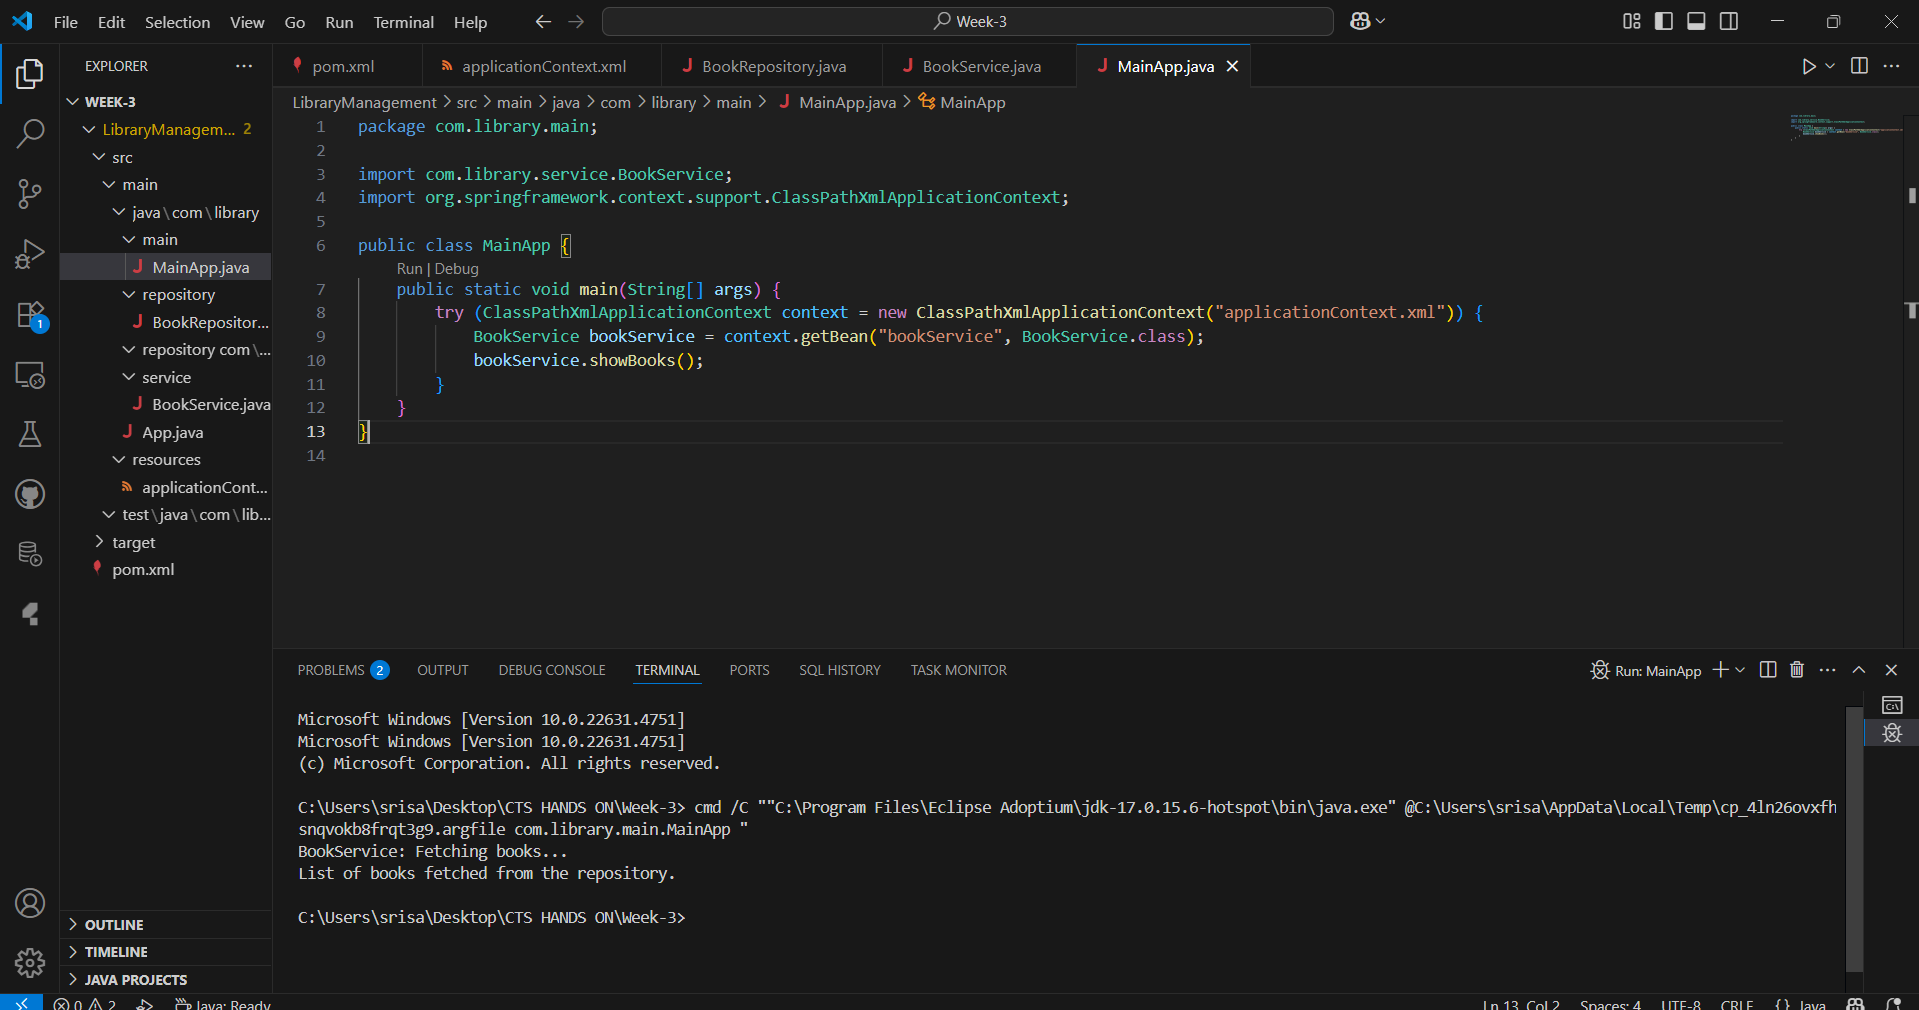 File Edit Selection View Go Run Terminal Help
Week-3
EXPLORER
WEEK-3
LibraryManagem... 2
src
main
java\com\library
main
MainApp.java
repository
BookRepositor...
repository com\...
service
BookService.java
App.java
resources
applicationCont...
test\java\com\lib...
target
pom.xml
OUTLINE
TIMELINE
JAVA PROJECTS
1
pom.xml applicationContext.xml BookRepository.java BookService.java MainApp.java
LibraryManagement > src > main > java > com > library > main > MainApp.java > MainApp
1 package com.library.main;
2
3 import com.library.service.BookService;
4 import org.springframework.context.support.ClassPathXmlApplicationContext;
5
6 public class MainApp {
Run | Debug
7 public static void main(String[] args) {
8 try (ClassPathXmlApplicationContext context = new ClassPathXmlApplicationContext("applicationContext.xml")) {
9 BookService bookService = context.getBean("bookService", BookService.class);
10 bookService.showBooks();
11 }
12 }
13 }
14
PROBLEMS 2 OUTPUT DEBUG CONSOLE TERMINAL PORTS SQL HISTORY TASK MONITOR
Run: MainApp
Microsoft Windows [Version 10.0.22631.4751]
Microsoft Windows [Version 10.0.22631.4751]
(c) Microsoft Corporation. All rights reserved.
C:\Users\srisa\Desktop\CTS HANDS ON\Week-3> cmd /C ""C:\Program Files\Eclipse Adoptium\jdk-17.0.15.6-hotspot\bin\java.exe" @C:\Users\srisa\AppData\Local\Temp\cp_4ln26ovxfh
snqvokb8frqt3g9.argfile com.library.main.MainApp "
BookService: Fetching books...
List of books fetched from the repository.
C:\Users\srisa\Desktop\CTS HANDS ON\Week-3>
0 2 Java: Ready
Ln 13, Col 2 Spaces: 4 UTF-8 CRLF {} Java